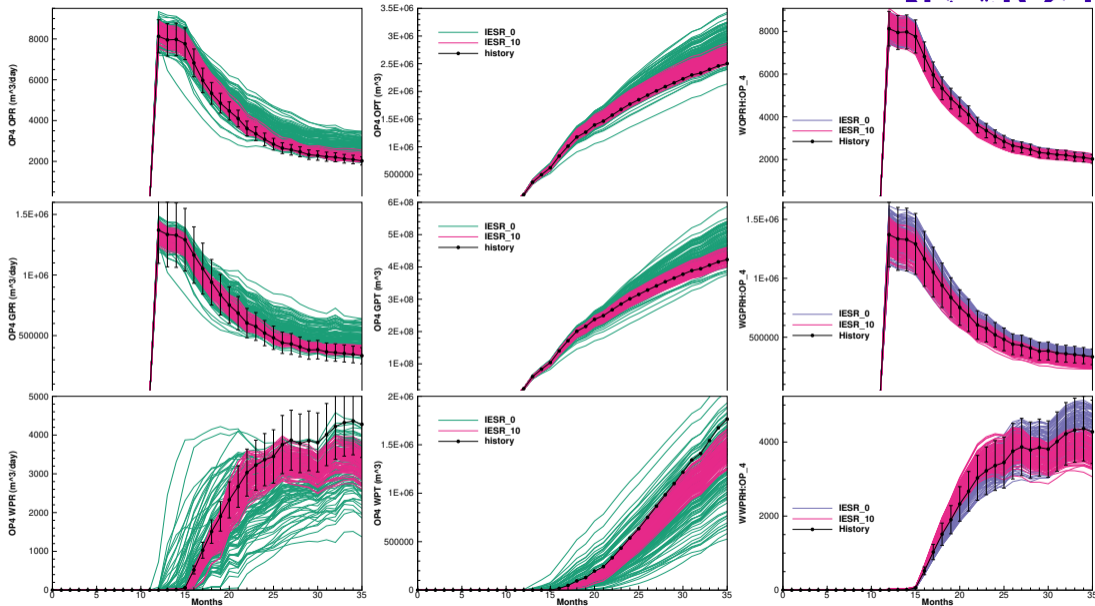 OP4 OPR (m^3/day)
8000
6000
4000
2000
OP4 OPT (m^3)
3.5E+06
3E+06
2.5E+06
2E+06
1.5E+06
1E+06
500000
IESR_0
IESR_10
history
WOPRH:OP_4
8000
6000
4000
2000
IESR_0
IESR_10
History
OP4 GPR (m^3/day)
1.5E+06
1E+06
500000
OP4 GPT (m^3)
6E+08
5E+08
4E+08
3E+08
2E+08
1E+08
IESR_0
IESR_10
history
WGPRH:OP_4
1.5E+06
1E+06
500000
IESR_0
IESR_10
History
OP4 WPR (m^3/day)
5000
4000
3000
2000
1000
0
0 5 10 15 20 25 30 35
Months
OP4 WPT (m^3)
2E+06
1.5E+06
1E+06
500000
0
0 5 10 15 20 25 30 35
Months
IESR_0
IESR_10
history
WWPRH:OP_4
4000
2000
0
0 5 10 15 20 25 30 35
Months
IESR_0
IESR_10
History